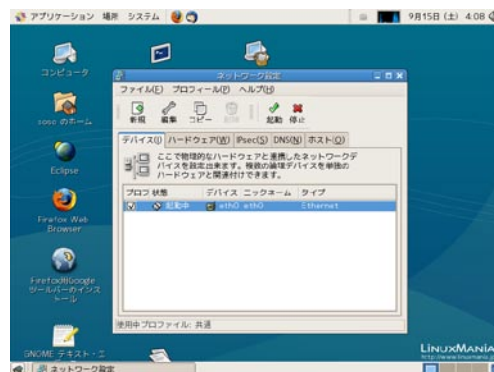 アプリケーション 場所 システム
9月15日 (土) 4:08
コンピュータ
soso のホーム
Eclipse
Firefox Web
Browser
Firefox用Google
ツールバーのインス
トール
GNOME テキスト・エ
ネットワーク設定
ファイル(F) プロファイル(P) ヘルプ(H)
新規 編集 コピー 削除 起動 停止
デバイス(I) ハードウェア(W) IPsec(S) DNS(N) ホスト(O)
ここで物理的なハードウェアと連携したネットワークデ
バイスを設定出来ます。複数の論理デバイスを単独の
ハードウェアと関連付けできます。
プロフ 状態 デバイス ニックネーム タイプ
起動中 eth0 eth0 Ethernet
使用中プロファイル: 共通
LINUXMANIA
ネットワーク設定